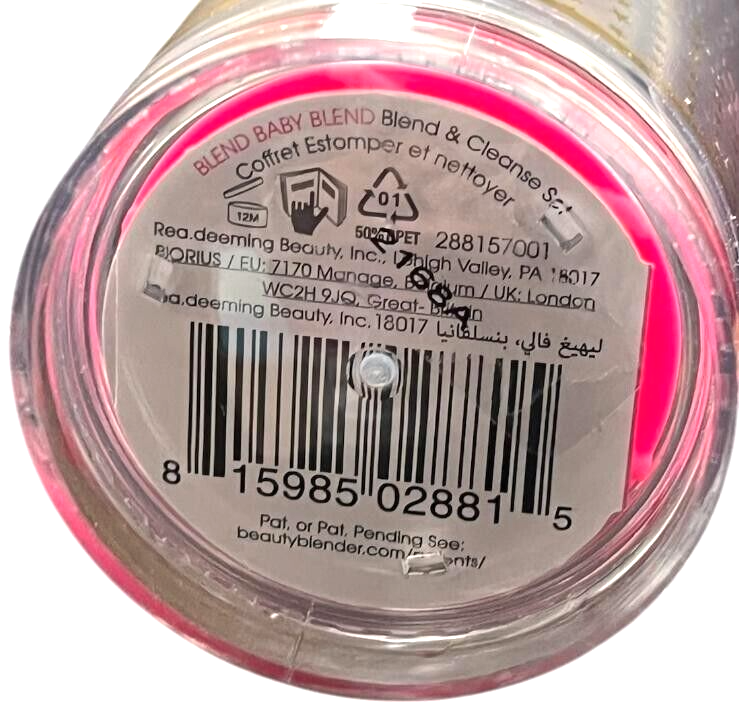 BLEND BABY BLEND Blend & Cleanse Set
Coffret Estomper et nettoyer
12M
01
50% PET 288157001
Rea.deeming Beauty, Inc., Lehigh Valley, PA 18017
BJORIUS / EU: 7170 Manage, Belgium / UK: London
WC2H 9JQ, Great-Britain
Rea.deeming Beauty, Inc. 18017 ليهيغ فالي، بنسلفانيا
2168A
8 15985 02881 5
Pat. or Pat. Pending See:
beautyblender.com/patents/